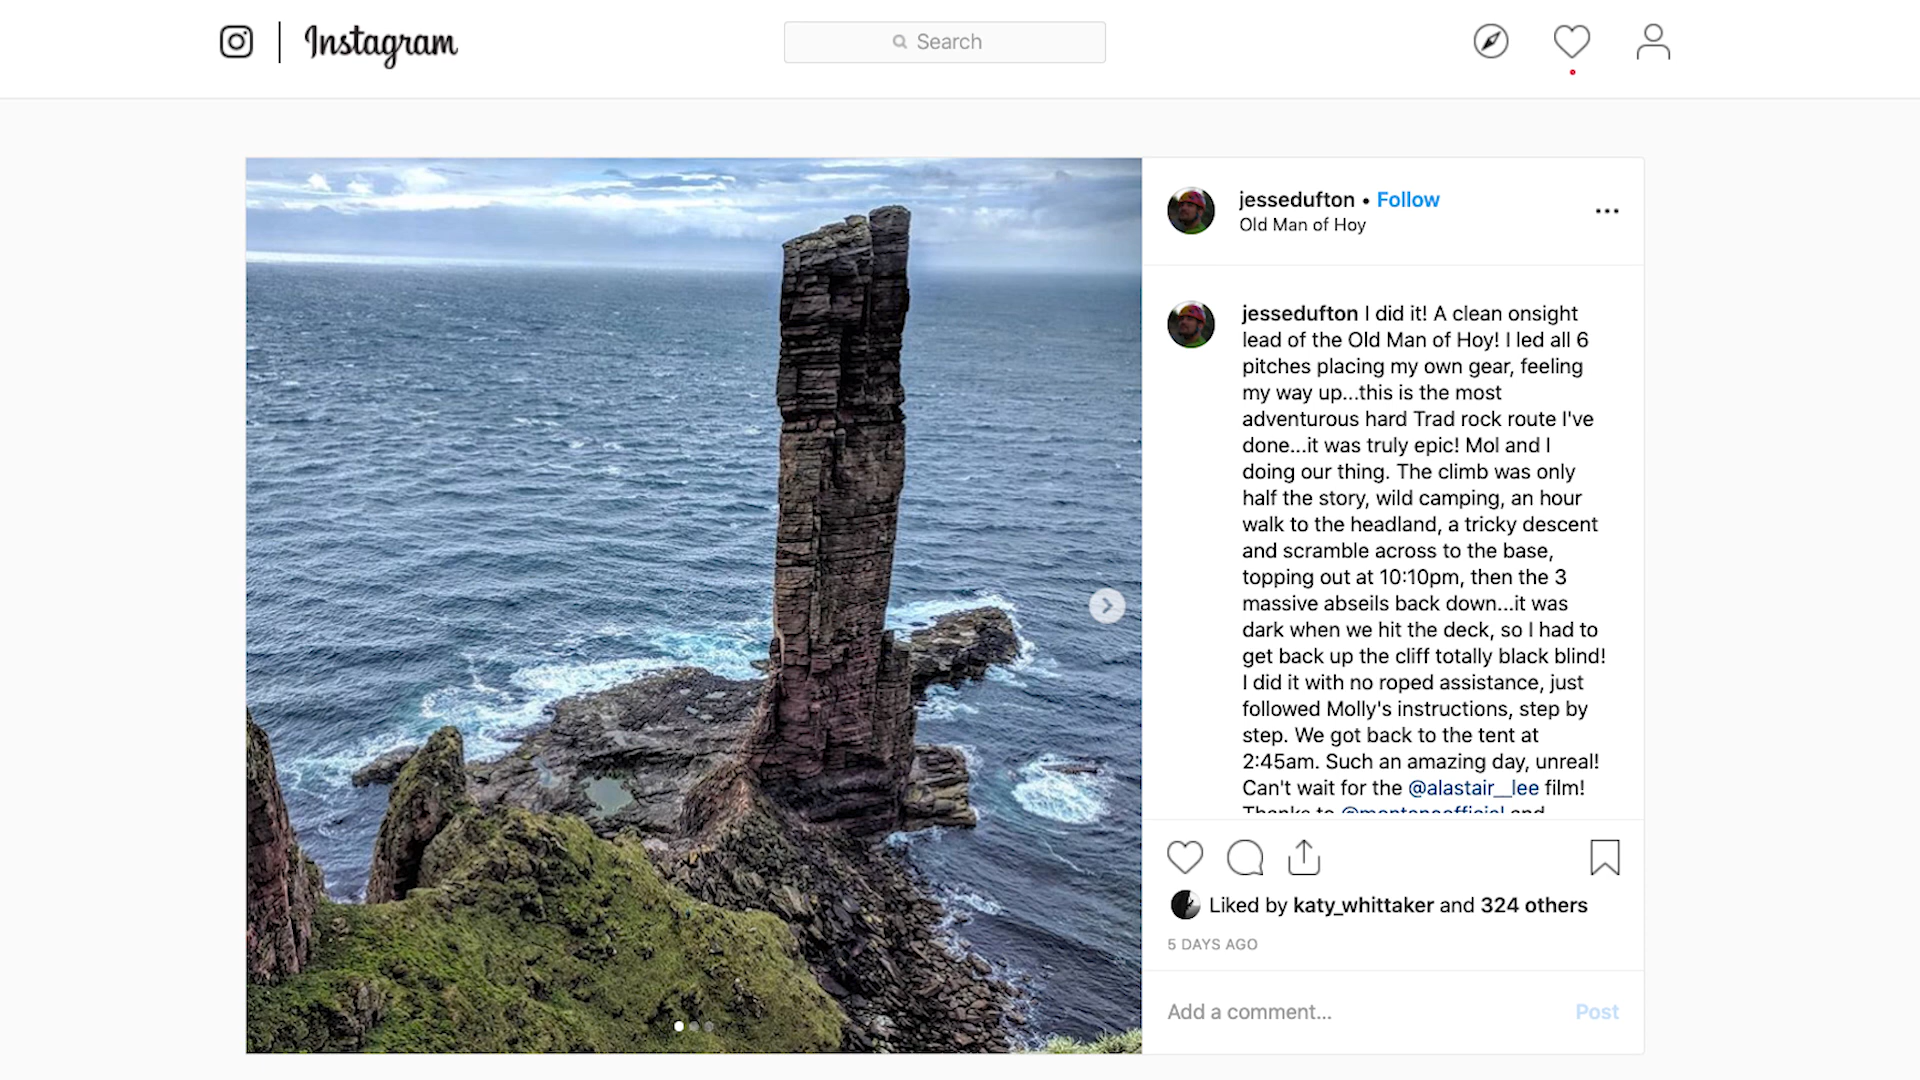 Instagram
Search
jessedufton • Follow
Old Man of Hoy
jessedufton I did it! A clean onsight
lead of the Old Man of Hoy! I led all 6
pitches placing my own gear, feeling
my way up...this is the most
adventurous hard Trad rock route I've
done...it was truly epic! Mol and I
doing our thing. The climb was only
half the story, wild camping, an hour
walk to the headland, a tricky descent
and scramble across to the base,
topping out at 10:10pm, then the 3
massive abseils back down...it was
dark when we hit the deck, so I had to
get back up the cliff totally black blind!
I did it with no roped assistance, just
followed Molly's instructions, step by
step. We got back to the tent at
2:45am. Such an amazing day, unreal!
Can't wait for the @alastair__lee film!
Thanks to @montaneofficial and
Liked by katy_whittaker and 324 others
5 DAYS AGO
Add a comment...
Post